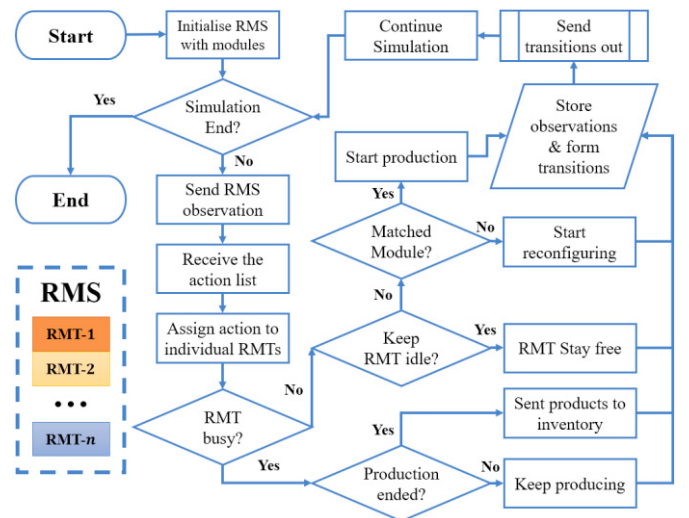 Start
Initialise RMS
with modules
Continue
Simulation
Send
transitions out
Yes
Simulation
End?
Store
observations
& form
transitions
No
Start production
End
Send RMS
observation
Yes
Matched
Module?
No
Start
reconfiguring
Receive the
action list
RMS
RMT-1
RMT-2
...
RMT-n
No
Assign action to
individual RMTs
Keep
RMT idle?
Yes
RMT Stay free
No
RMT
busy?
Sent products to
inventory
Yes
Yes
Production
ended?
No
Keep producing